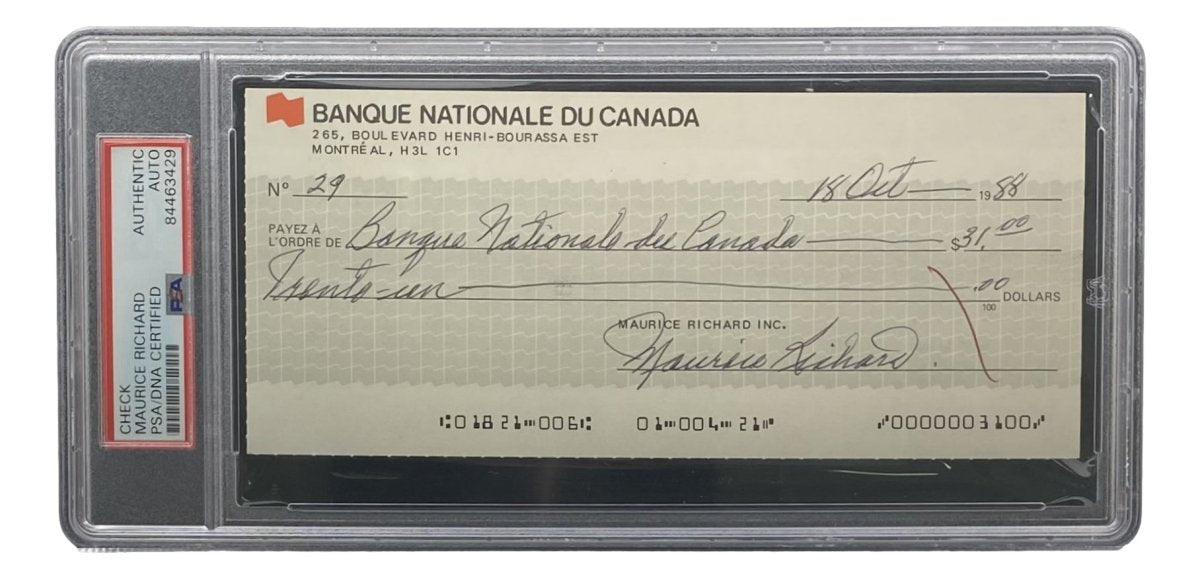 CHECK
MAURICE RICHARD
PSA/DNA CERTIFIED
AUTHENTIC
AUTO
84463429
PSA
BANQUE NATIONALE DU CANADA
265, BOULEVARD HENRI-BOURASSA EST
MONTRÉAL, H3L 1C1
Nº 29
18 Oct 1988
PAYEZ À
L'ORDRE DE Banque Nationale du Canada $31.00
Trente-un .00/100 DOLLARS
MAURICE RICHARD INC.
Maurice Richard
⑆01821⑉006⑆ 01⑉004⑉21⑈ ⑇0000003100⑇